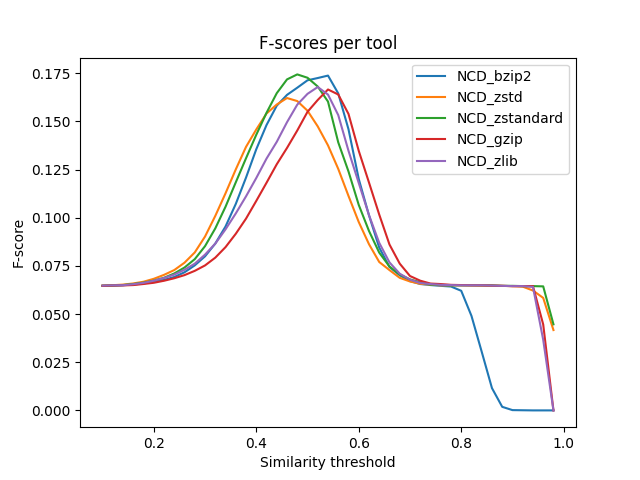 F-scores per tool
F-score
0.175
0.150
0.125
0.100
0.075
0.050
0.025
0.000
NCD_bzip2
NCD_zstd
NCD_zstandard
NCD_gzip
NCD_zlib
0.2 0.4 0.6 0.8 1.0
Similarity threshold